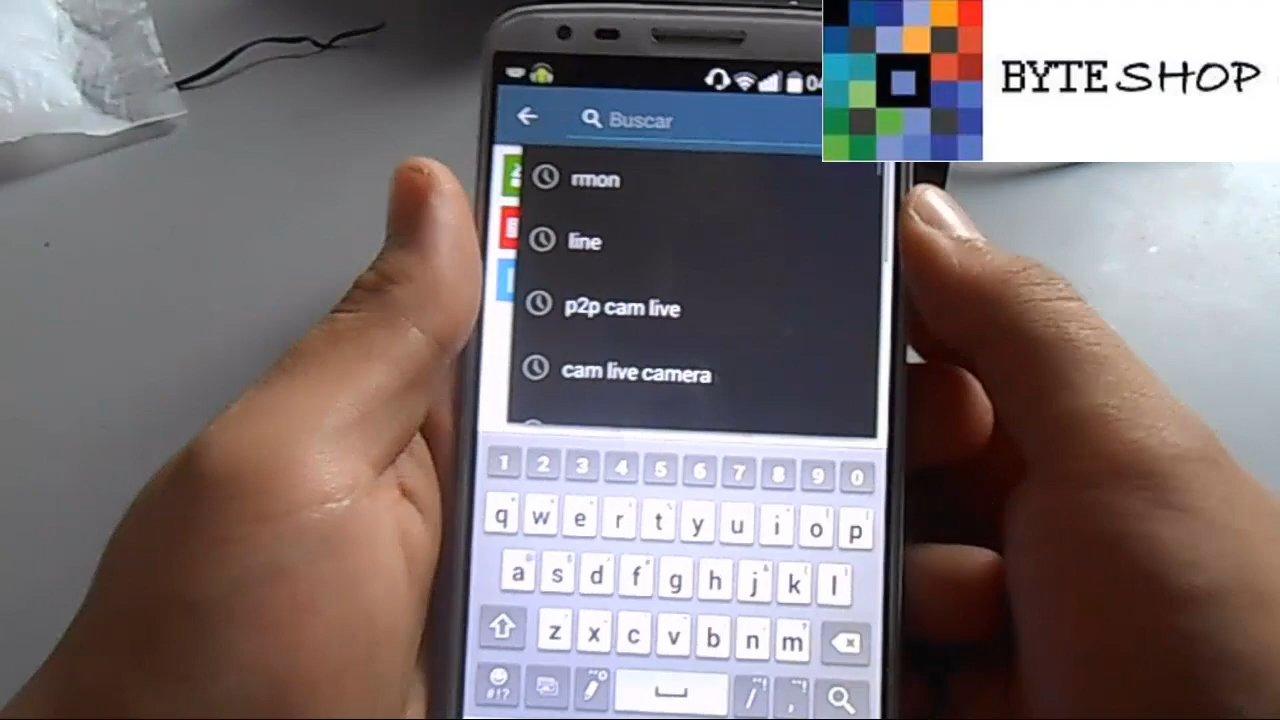 BYTE SHOP
04
Buscar
rmon
line
p2p cam live
cam live camera
1 2 3 4 5 6 7 8 9 0
q w e r t y u i o p
a s d f g h j k l
z x c v b n m
#!?
/ ,